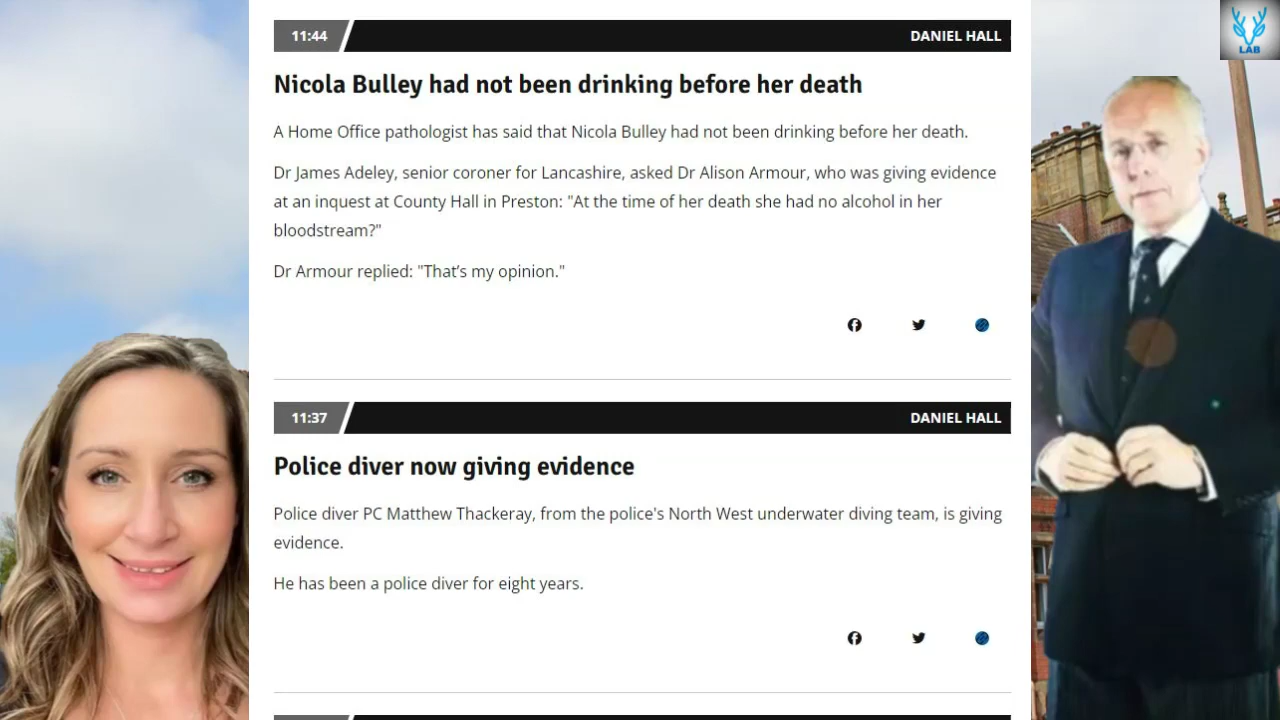 LAB
11:44
DANIEL HALL
Nicola Bulley had not been drinking before her death
A Home Office pathologist has said that Nicola Bulley had not been drinking before her death.
Dr James Adeley, senior coroner for Lancashire, asked Dr Alison Armour, who was giving evidence
at an inquest at County Hall in Preston: "At the time of her death she had no alcohol in her
bloodstream?"
Dr Armour replied: "That’s my opinion."
11:37
DANIEL HALL
Police diver now giving evidence
Police diver PC Matthew Thackeray, from the police's North West underwater diving team, is giving
evidence.
He has been a police diver for eight years.